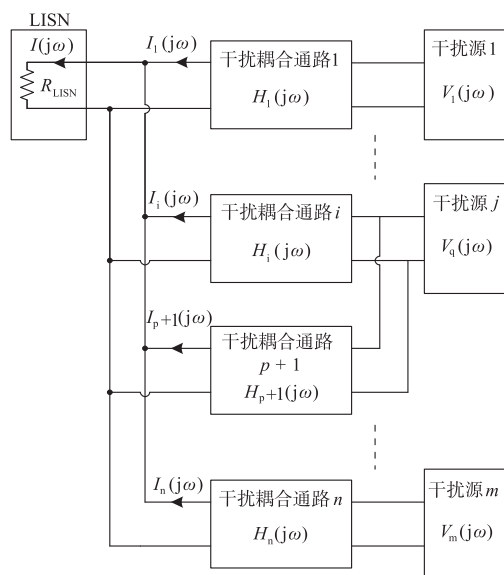 LISN
I(jω)
R_LISN
I_1(jω)
干扰耦合通路1
H_1(jω)
干扰源1
V_1(jω)
I_i(jω)
干扰耦合通路i
H_i(jω)
干扰源j
V_q(jω)
I_p+1(jω)
干扰耦合通路
p + 1
H_p+1(jω)
I_n(jω)
干扰耦合通路n
H_n(jω)
干扰源m
V_m(jω)